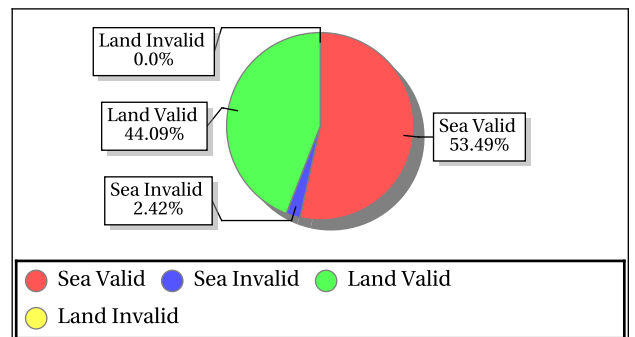 Land Invalid
0.0%
Land Valid
44.09%
Sea Valid
53.49%
Sea Invalid
2.42%
Sea Valid Sea Invalid Land Valid
Land Invalid